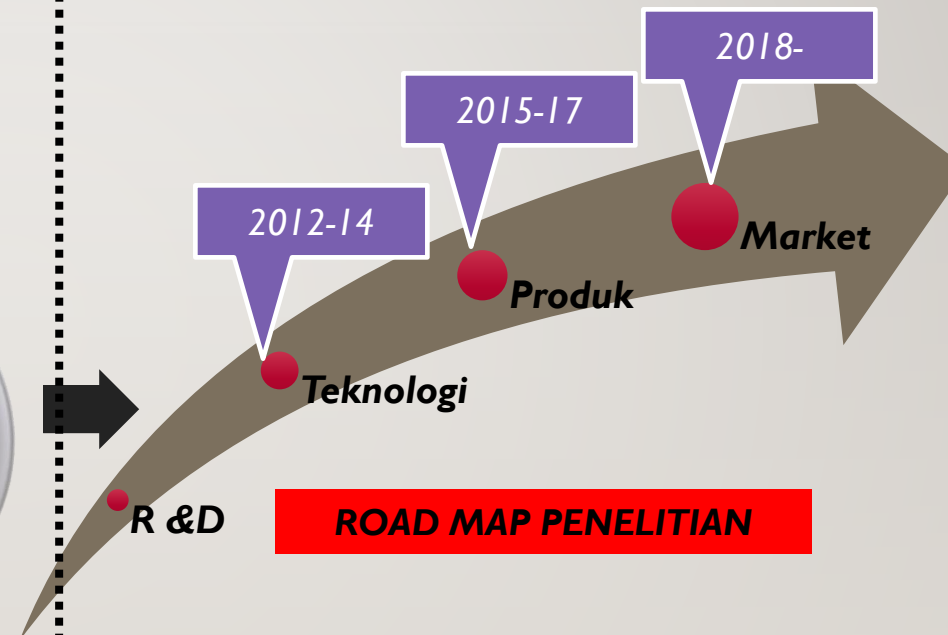 2018-
2015-17
2012-14
Market
Produk
Teknologi
R &D
ROAD MAP PENELITIAN